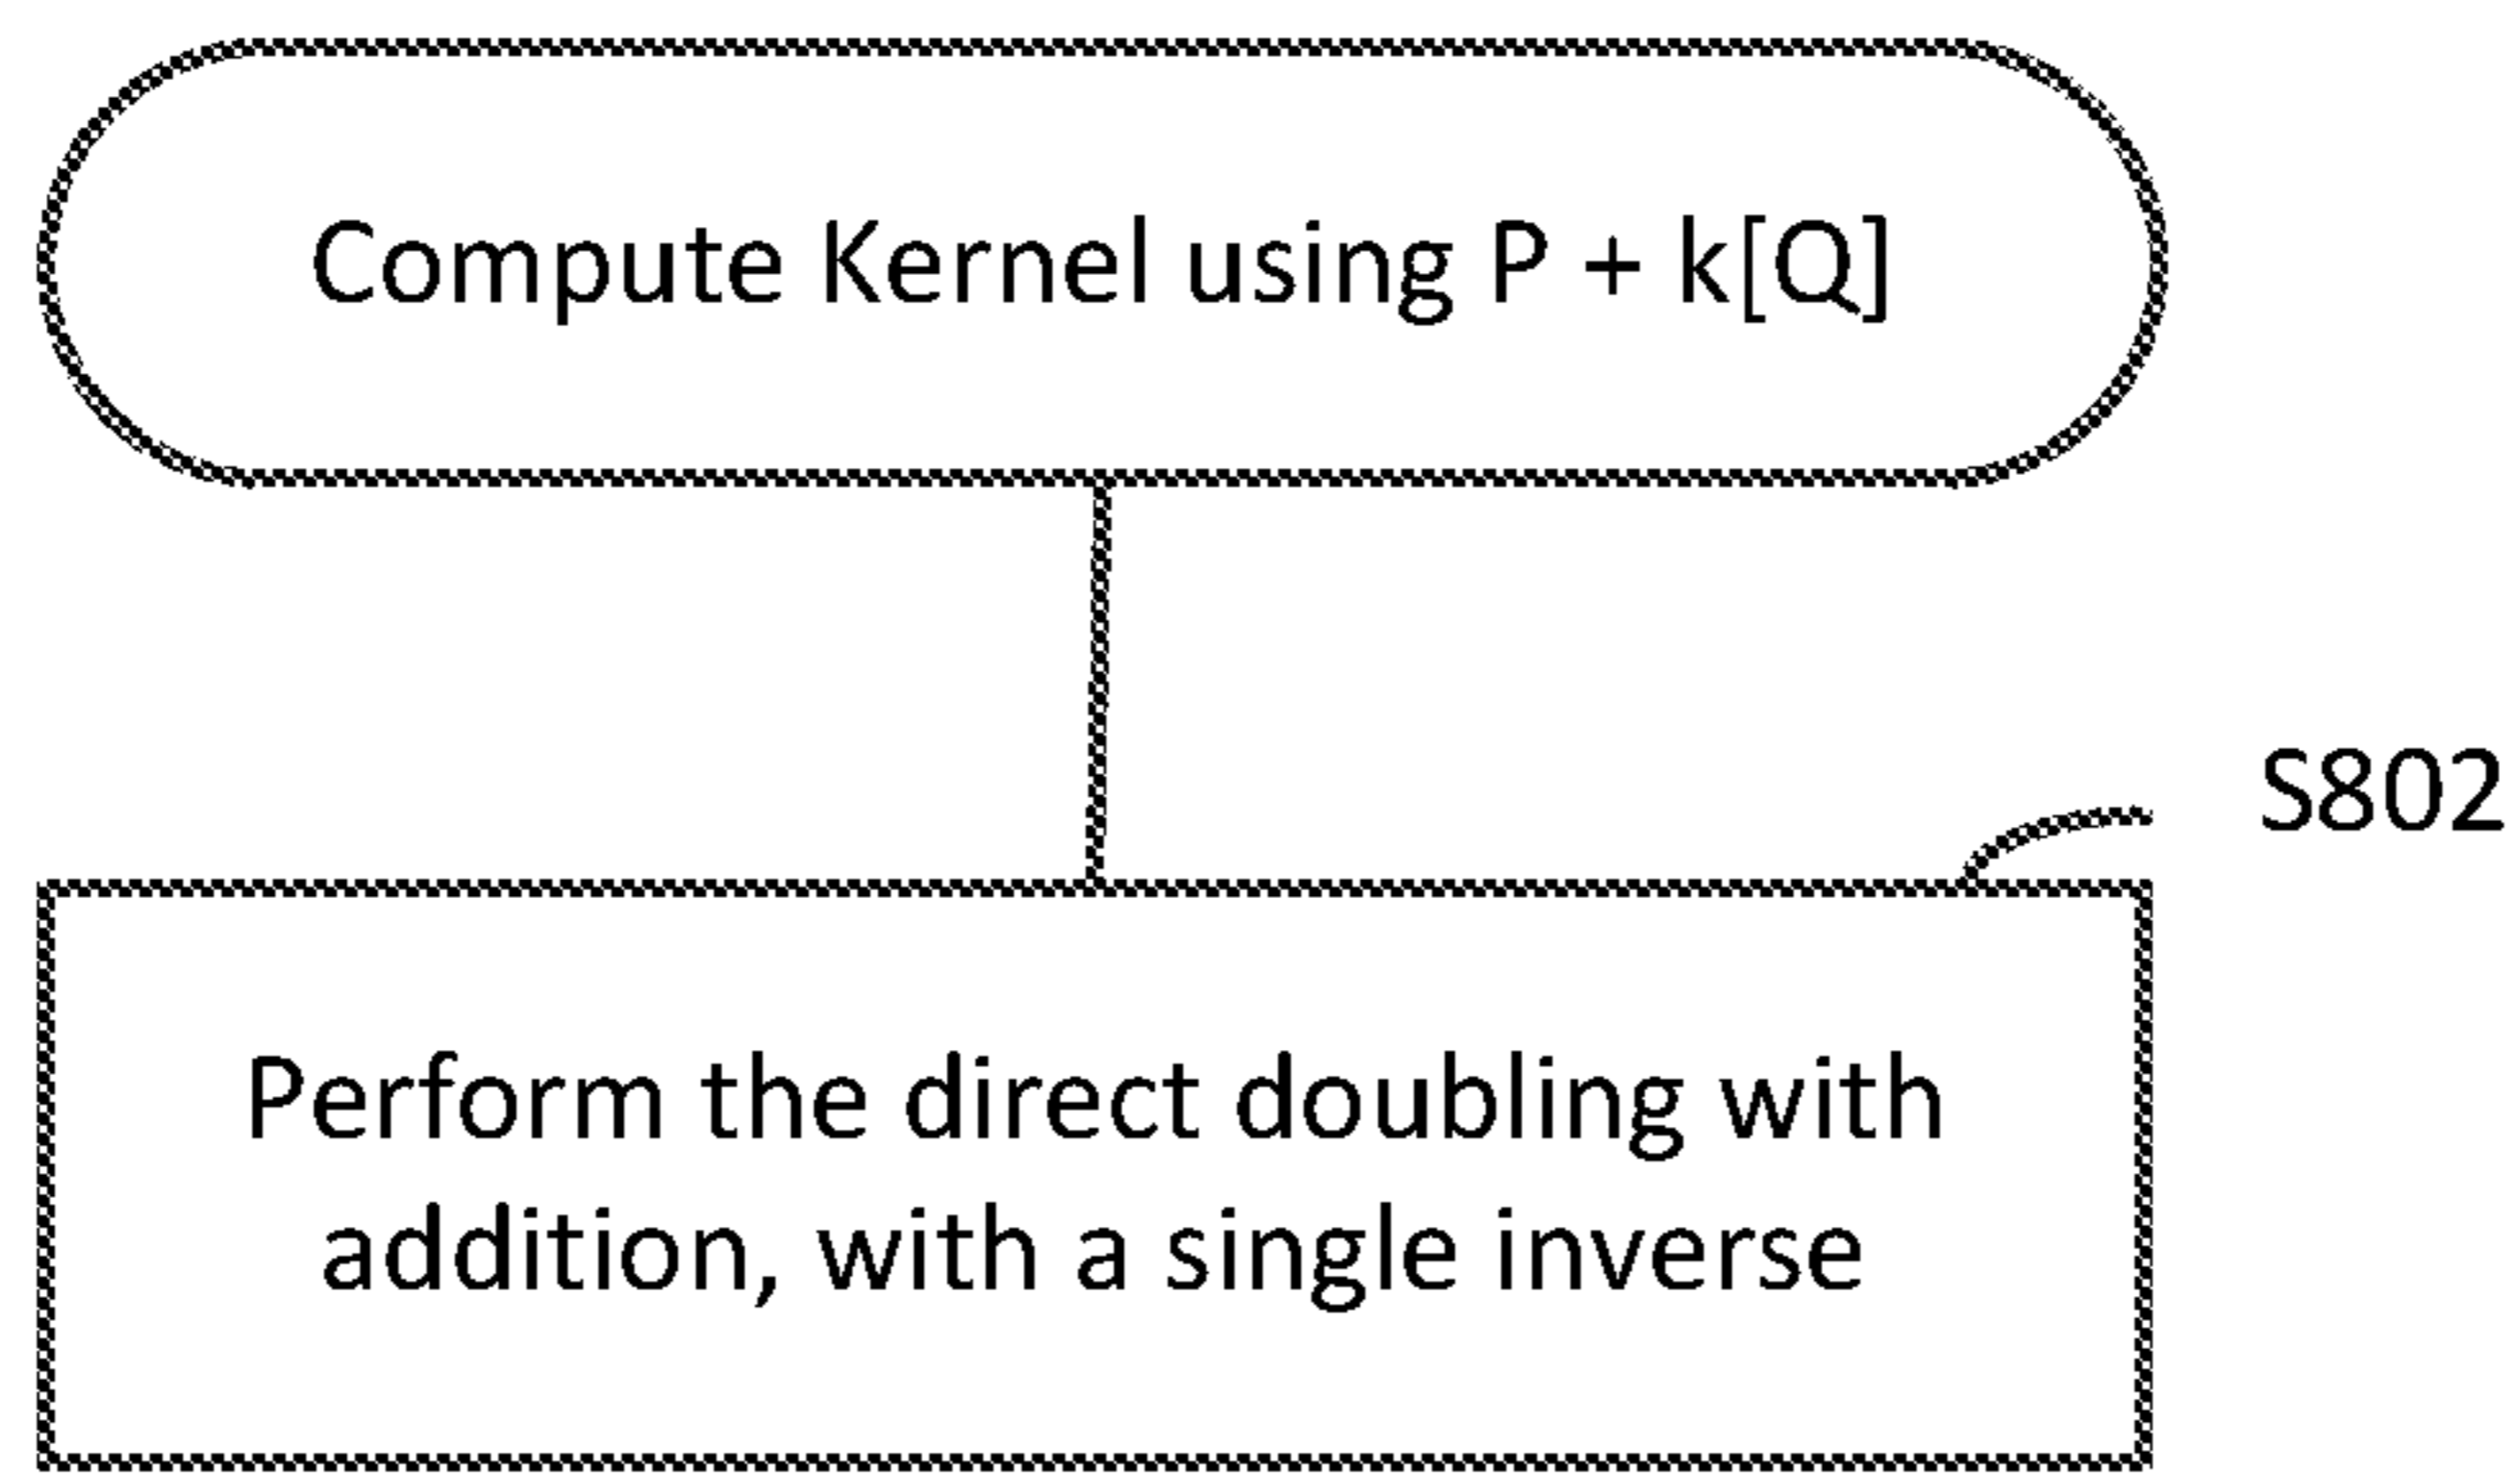 Compute Kernel using P + k[Q]
S802
Perform the direct doubling with
addition, with a single inverse